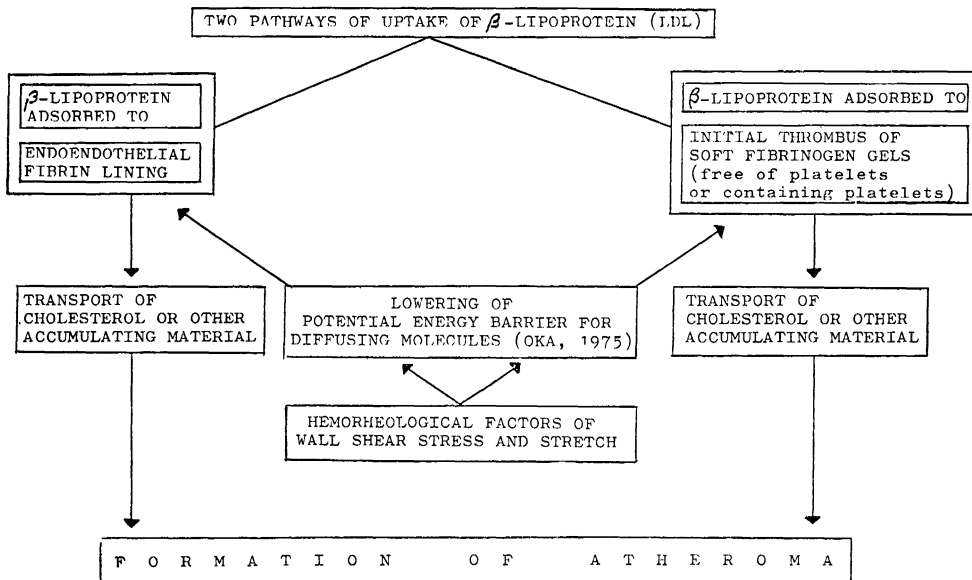 TWO PATHWAYS OF UPTAKE OF β-LIPOPROTEIN (LDL)
β-LIPOPROTEIN
ADSORBED TO
ENDOENDOTHELIAL
FIBRIN LINING
β-LIPOPROTEIN ADSORBED TO
INITIAL THROMBUS OF
SOFT FIBRINOGEN GELS
(free of platelets
or containing platelets)
TRANSPORT OF
CHOLESTEROL OR OTHER
ACCUMULATING MATERIAL
LOWERING OF
POTENTIAL ENERGY BARRIER FOR
DIFFUSING MOLECULES (OKA, 1975)
TRANSPORT OF
CHOLESTEROL OR OTHER
ACCUMULATING MATERIAL
HEMORHEOLOGICAL FACTORS OF
WALL SHEAR STRESS AND STRETCH
FORMATION OF ATHEROMA